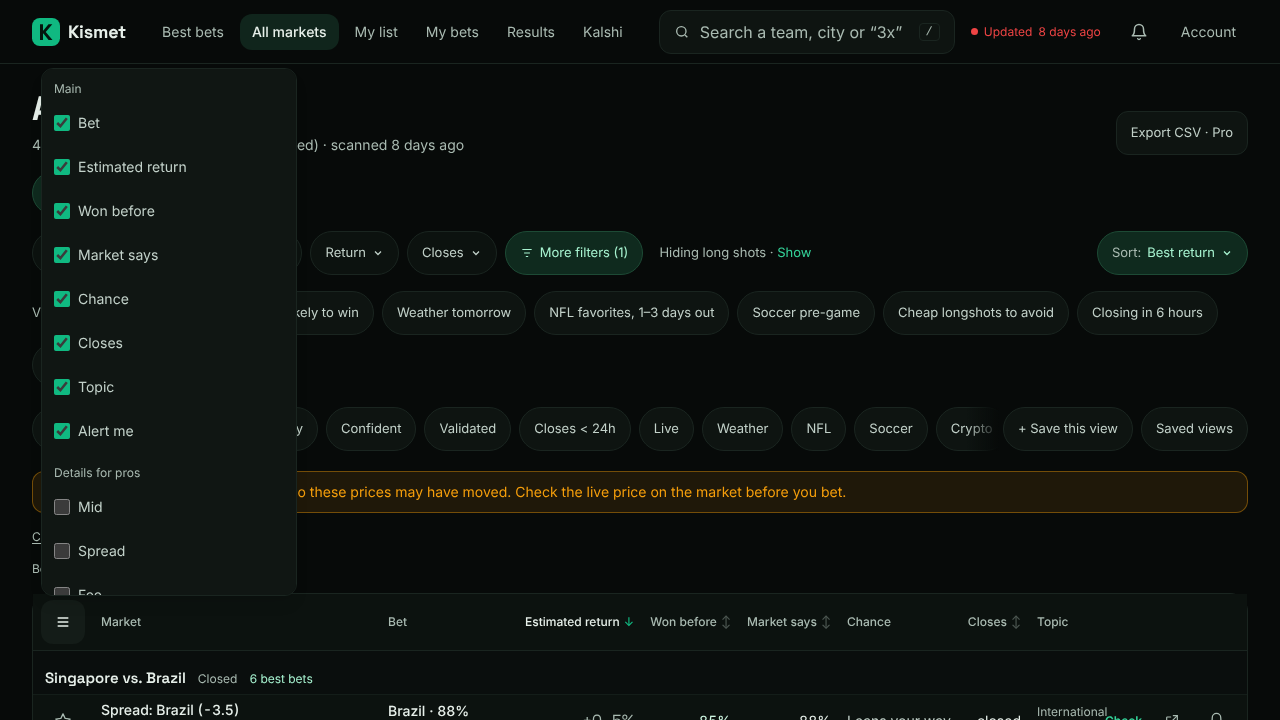 Kismet
Best bets
All markets
My list
My bets
Results
Kalshi
Search a team, city or “3x”
/
Updated 8 days ago
Account
Main
Bet
Estimated return
Won before
Market says
Chance
Closes
Topic
Alert me
Details for pros
Mid
Spread
ed) · scanned 8 days ago
Export CSV · Pro
Return
Closes
More filters (1)
Hiding long shots · Show
Sort: Best return
kely to win
Weather tomorrow
NFL favorites, 1–3 days out
Soccer pre-game
Cheap longshots to avoid
Closing in 6 hours
y
Confident
Validated
Closes < 24h
Live
Weather
NFL
Soccer
Crypto
+ Save this view
Saved views
o these prices may have moved. Check the live price on the market before you bet.
Market
Bet
Estimated return
Won before
Market says
Chance
Closes
Topic
Singapore vs. Brazil
Closed
6 best bets
Spread: Brazil (-3.5)
Brazil · 88%
International